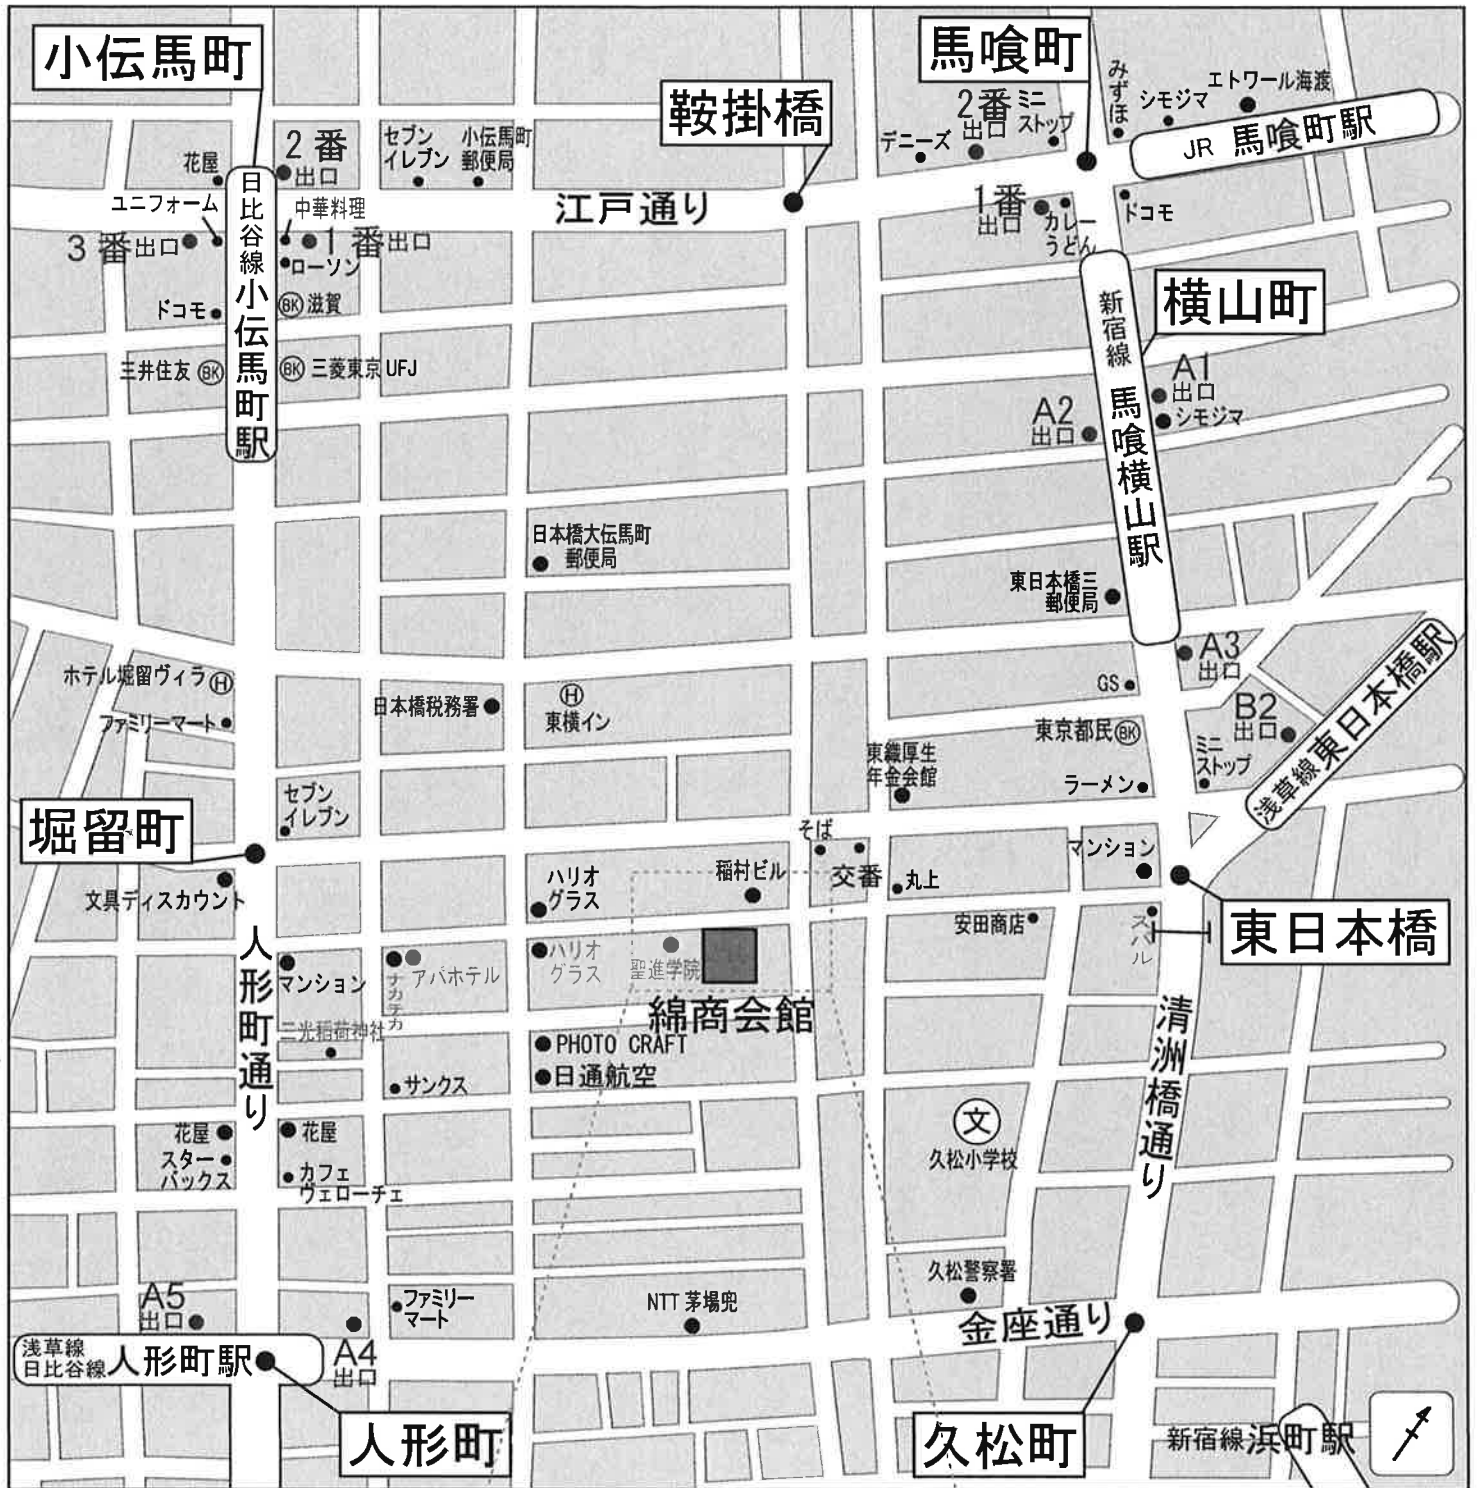 小伝馬町
馬喰町
鞍掛橋
みずほ
シモジマ
エトワール海渡
JR 馬喰町駅
2番
出口
ミニ
ストップ
デニーズ
2番
出口
セブン
イレブン
小伝馬町
郵便局
花屋
ユニフォーム
中華料理
3番出口
1番出口
ローソン
日比谷線小伝馬町駅
江戸通り
1番
出口
カレー
うどん
ドコモ
ドコモ
BK 滋賀
三井住友 BK
BK 三菱東京UFJ
横山町
新宿線 馬喰横山駅
A1
出口
シモジマ
A2
出口
日本橋大伝馬町
郵便局
東日本橋三
郵便局
A3
出口
GS
B2
出口
浅草線東日本橋駅
ホテル堀留ヴィラ H
ファミリーマート
日本橋税務署
H
東横イン
東京都民 BK
ミニ
ストップ
東織厚生
年金会館
ラーメン
セブン
イレブン
堀留町
そば
マンション
文具ディスカウント
ハリオ
グラス
稲村ビル
交番
丸上
安田商店
スバル
東日本橋
人形町通り
マンション
ナカチカ
アパホテル
ハリオ
グラス
聖進学院
綿商会館
清洲橋通り
三光稲荷神社
PHOTO CRAFT
日通航空
サンクス
花屋
スター
バックス
花屋
カフェ
ヴェローチェ
文
久松小学校
A5
出口
ファミリー
マート
NTT 茅場兜
久松警察署
金座通り
浅草線
日比谷線
人形町駅
A4
出口
人形町
久松町
新宿線浜町駅